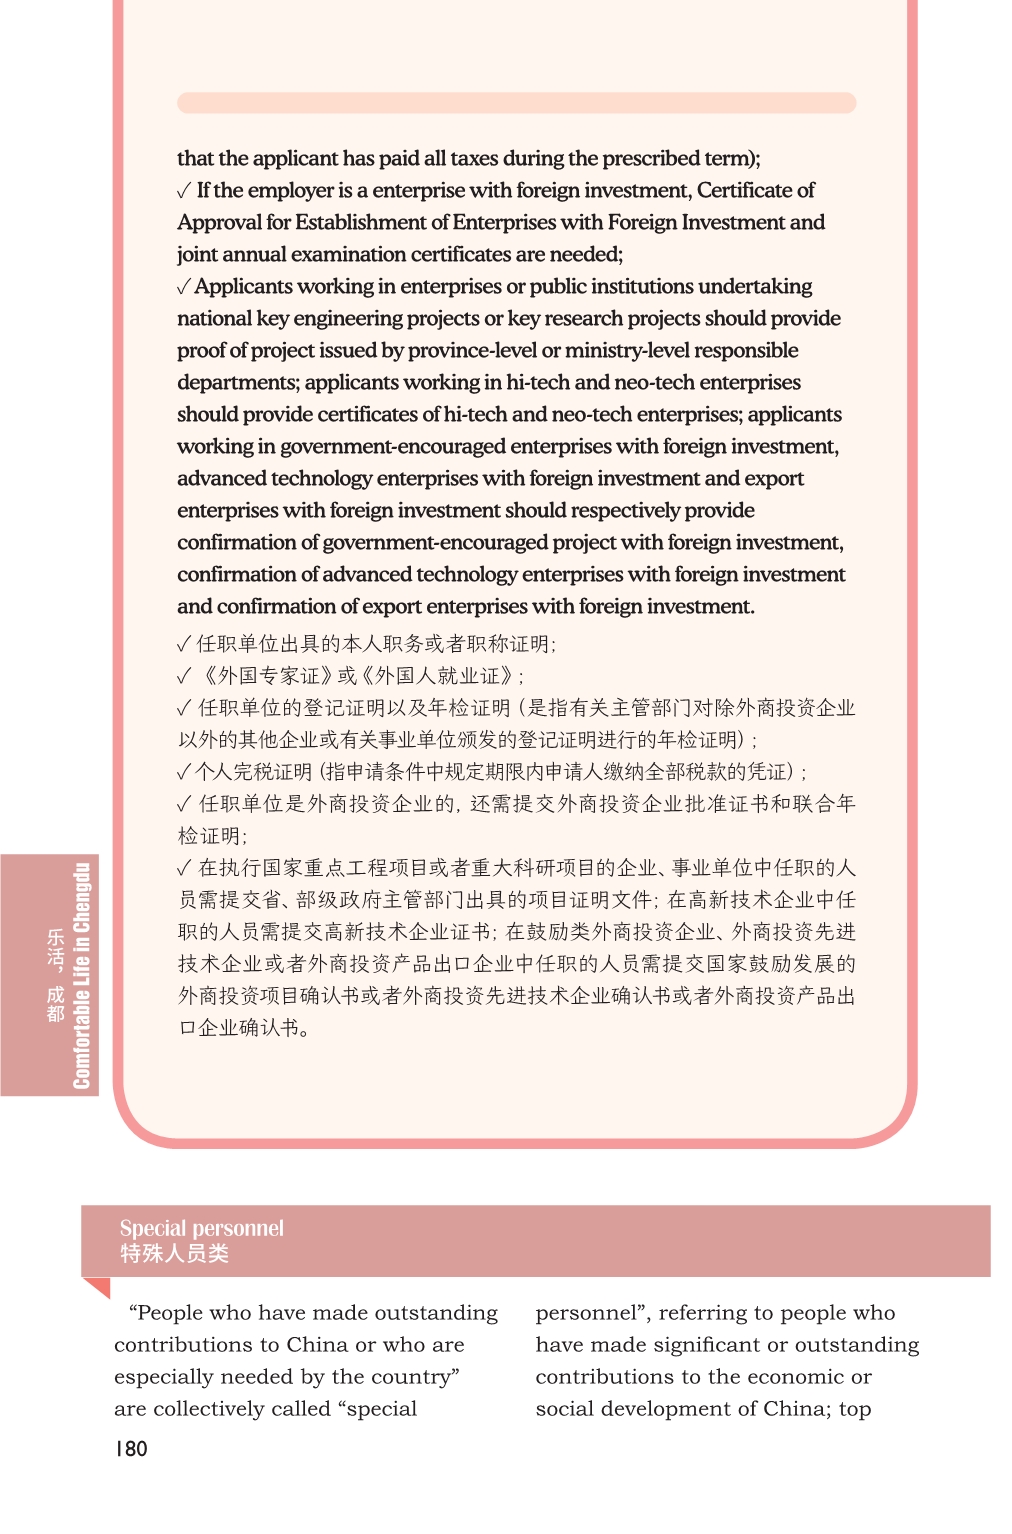 that the applicant has paid all taxes during the prescribed term);
✓ If the employer is a enterprise with foreign investment, Certificate of
Approval for Establishment of Enterprises with Foreign Investment and
joint annual examination certificates are needed;
✓ Applicants working in enterprises or public institutions undertaking
national key engineering projects or key research projects should provide
proof of project issued by province-level or ministry-level responsible
departments; applicants working in hi-tech and neo-tech enterprises
should provide certificates of hi-tech and neo-tech enterprises; applicants
working in government-encouraged enterprises with foreign investment,
advanced technology enterprises with foreign investment and export
enterprises with foreign investment should respectively provide
confirmation of government-encouraged project with foreign investment,
confirmation of advanced technology enterprises with foreign investment
and confirmation of export enterprises with foreign investment.
✓ 任职单位出具的本人职务或者职称证明;
✓ 《外国专家证》或《外国人就业证》;
✓ 任职单位的登记证明以及年检证明（是指有关主管部门对除外商投资企业
以外的其他企业或有关事业单位颁发的登记证明进行的年检证明）;
✓ 个人完税证明（指申请条件中规定期限内申请人缴纳全部税款的凭证）;
✓ 任职单位是外商投资企业的, 还需提交外商投资企业批准证书和联合年
检证明;
✓ 在执行国家重点工程项目或者重大科研项目的企业、事业单位中任职的人
员需提交省、部级政府主管部门出具的项目证明文件; 在高新技术企业中任
职的人员需提交高新技术企业证书; 在鼓励类外商投资企业、外商投资先进
技术企业或者外商投资产品出口企业中任职的人员需提交国家鼓励发展的
外商投资项目确认书或者外商投资先进技术企业确认书或者外商投资产品出
口企业确认书。
乐活，成都
Comfortable Life in Chengdu
Special personnel
特殊人员类
“People who have made outstanding
contributions to China or who are
especially needed by the country”
are collectively called “special
personnel”, referring to people who
have made significant or outstanding
contributions to the economic or
social development of China; top
180